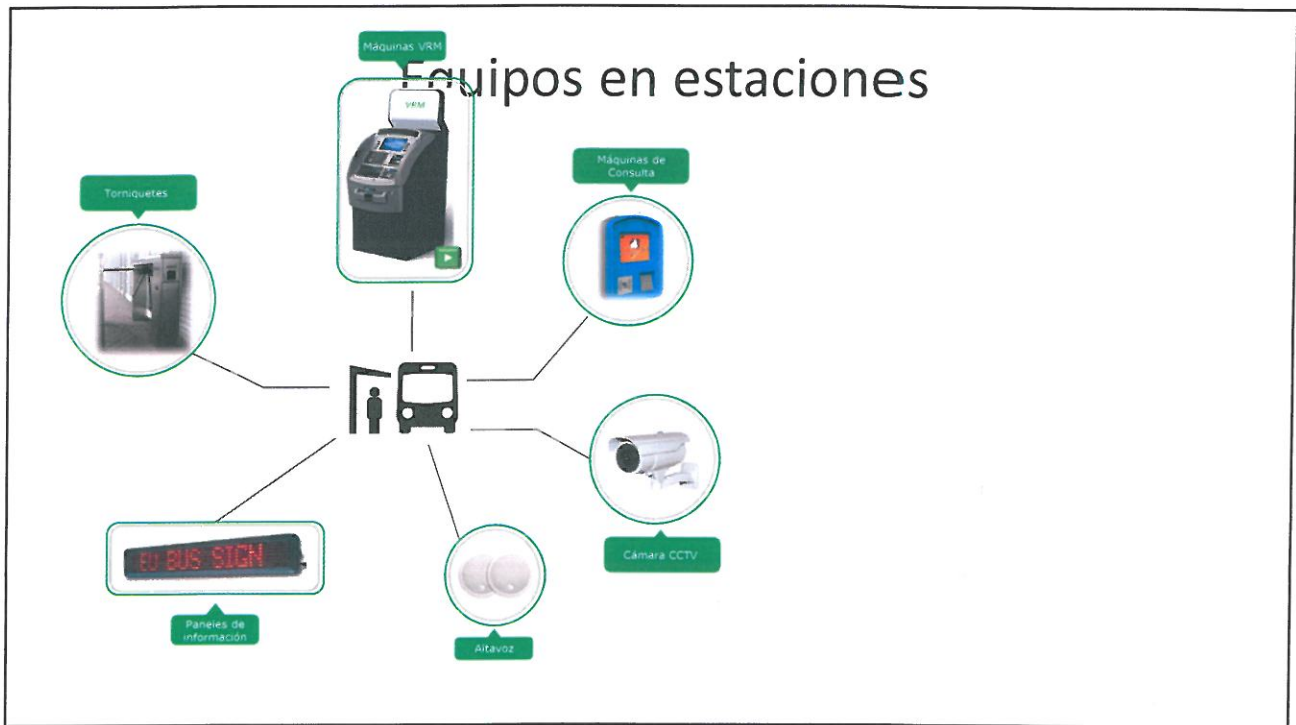 Máquinas VRM
Equipos en estaciones
VRM
Máquinas de
Consulta
Torniquetes
EU BUS SIGN
Cámara CCTV
Paneles de
información
Altavoz